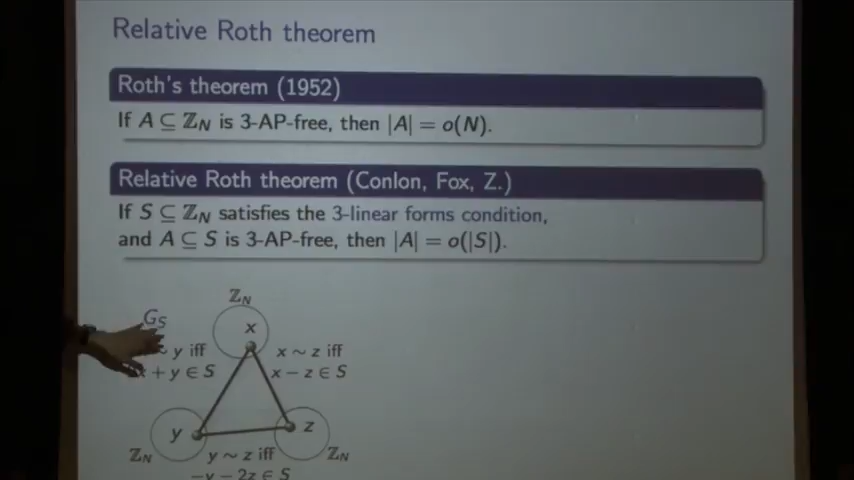 Relative Roth theorem
Roth's theorem (1952)
If A ⊆ ℤ_N is 3-AP-free, then |A| = o(N).
Relative Roth theorem (Conlon, Fox, Z.)
If S ⊆ ℤ_N satisfies the 3-linear forms condition,
and A ⊆ S is 3-AP-free, then |A| = o(|S|).
ℤ_N
G_S
x
∼ y iff
x ∼ z iff
+ y ∈ S
x − z ∈ S
y
z
ℤ_N
y ∼ z iff
ℤ_N
−y − 2z ∈ S